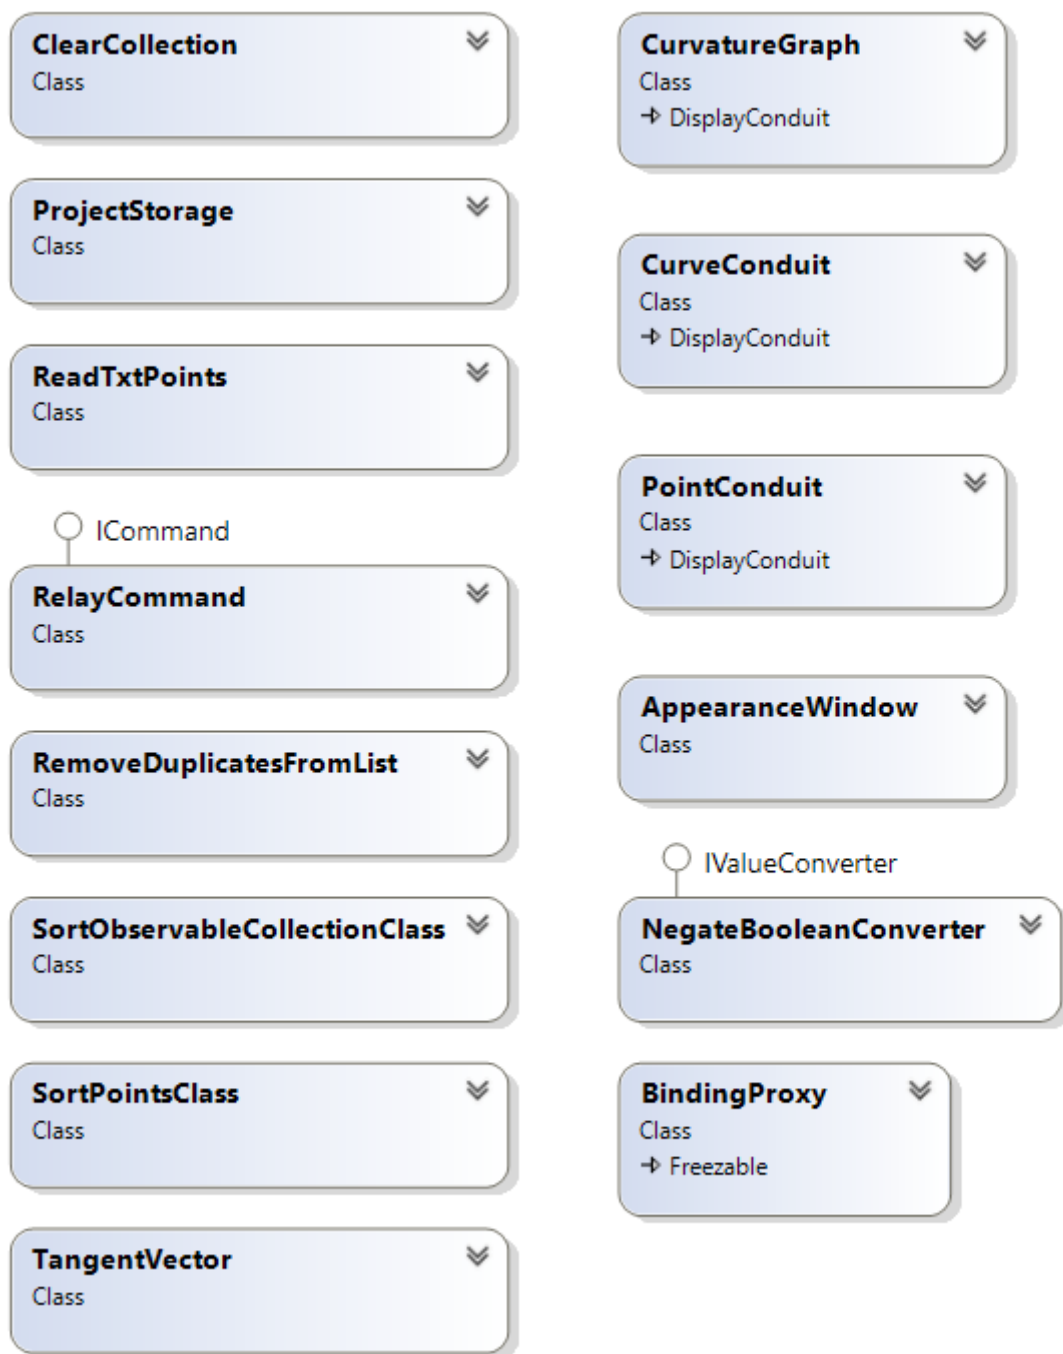 ClearCollection
Class
ProjectStorage
Class
ReadTxtPoints
Class
ICommand
RelayCommand
Class
RemoveDuplicatesFromList
Class
SortObservableCollectionClass
Class
SortPointsClass
Class
TangentVector
Class
CurvatureGraph
Class
DisplayConduit
CurveConduit
Class
DisplayConduit
PointConduit
Class
DisplayConduit
AppearanceWindow
Class
IValueConverter
NegateBooleanConverter
Class
BindingProxy
Class
Freezable